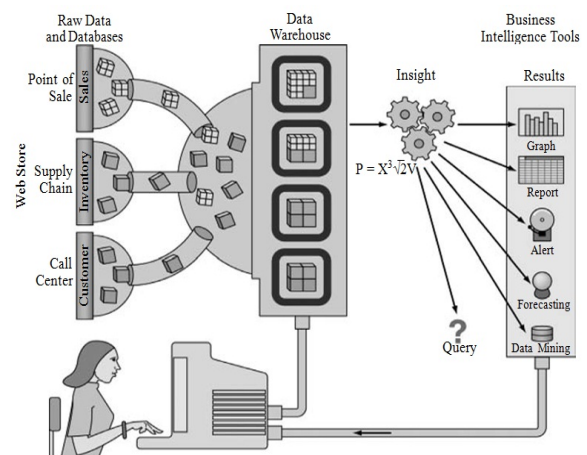 Raw Data
and Databases
Data
Warehouse
Business
Intelligence Tools
Insight
Results
Web Store
Point of
Sale
Sales
Supply
Chain
Inventory
Call
Center
Customer
P = X³√2V
Graph
Report
Alert
Forecasting
Data Mining
?
Query